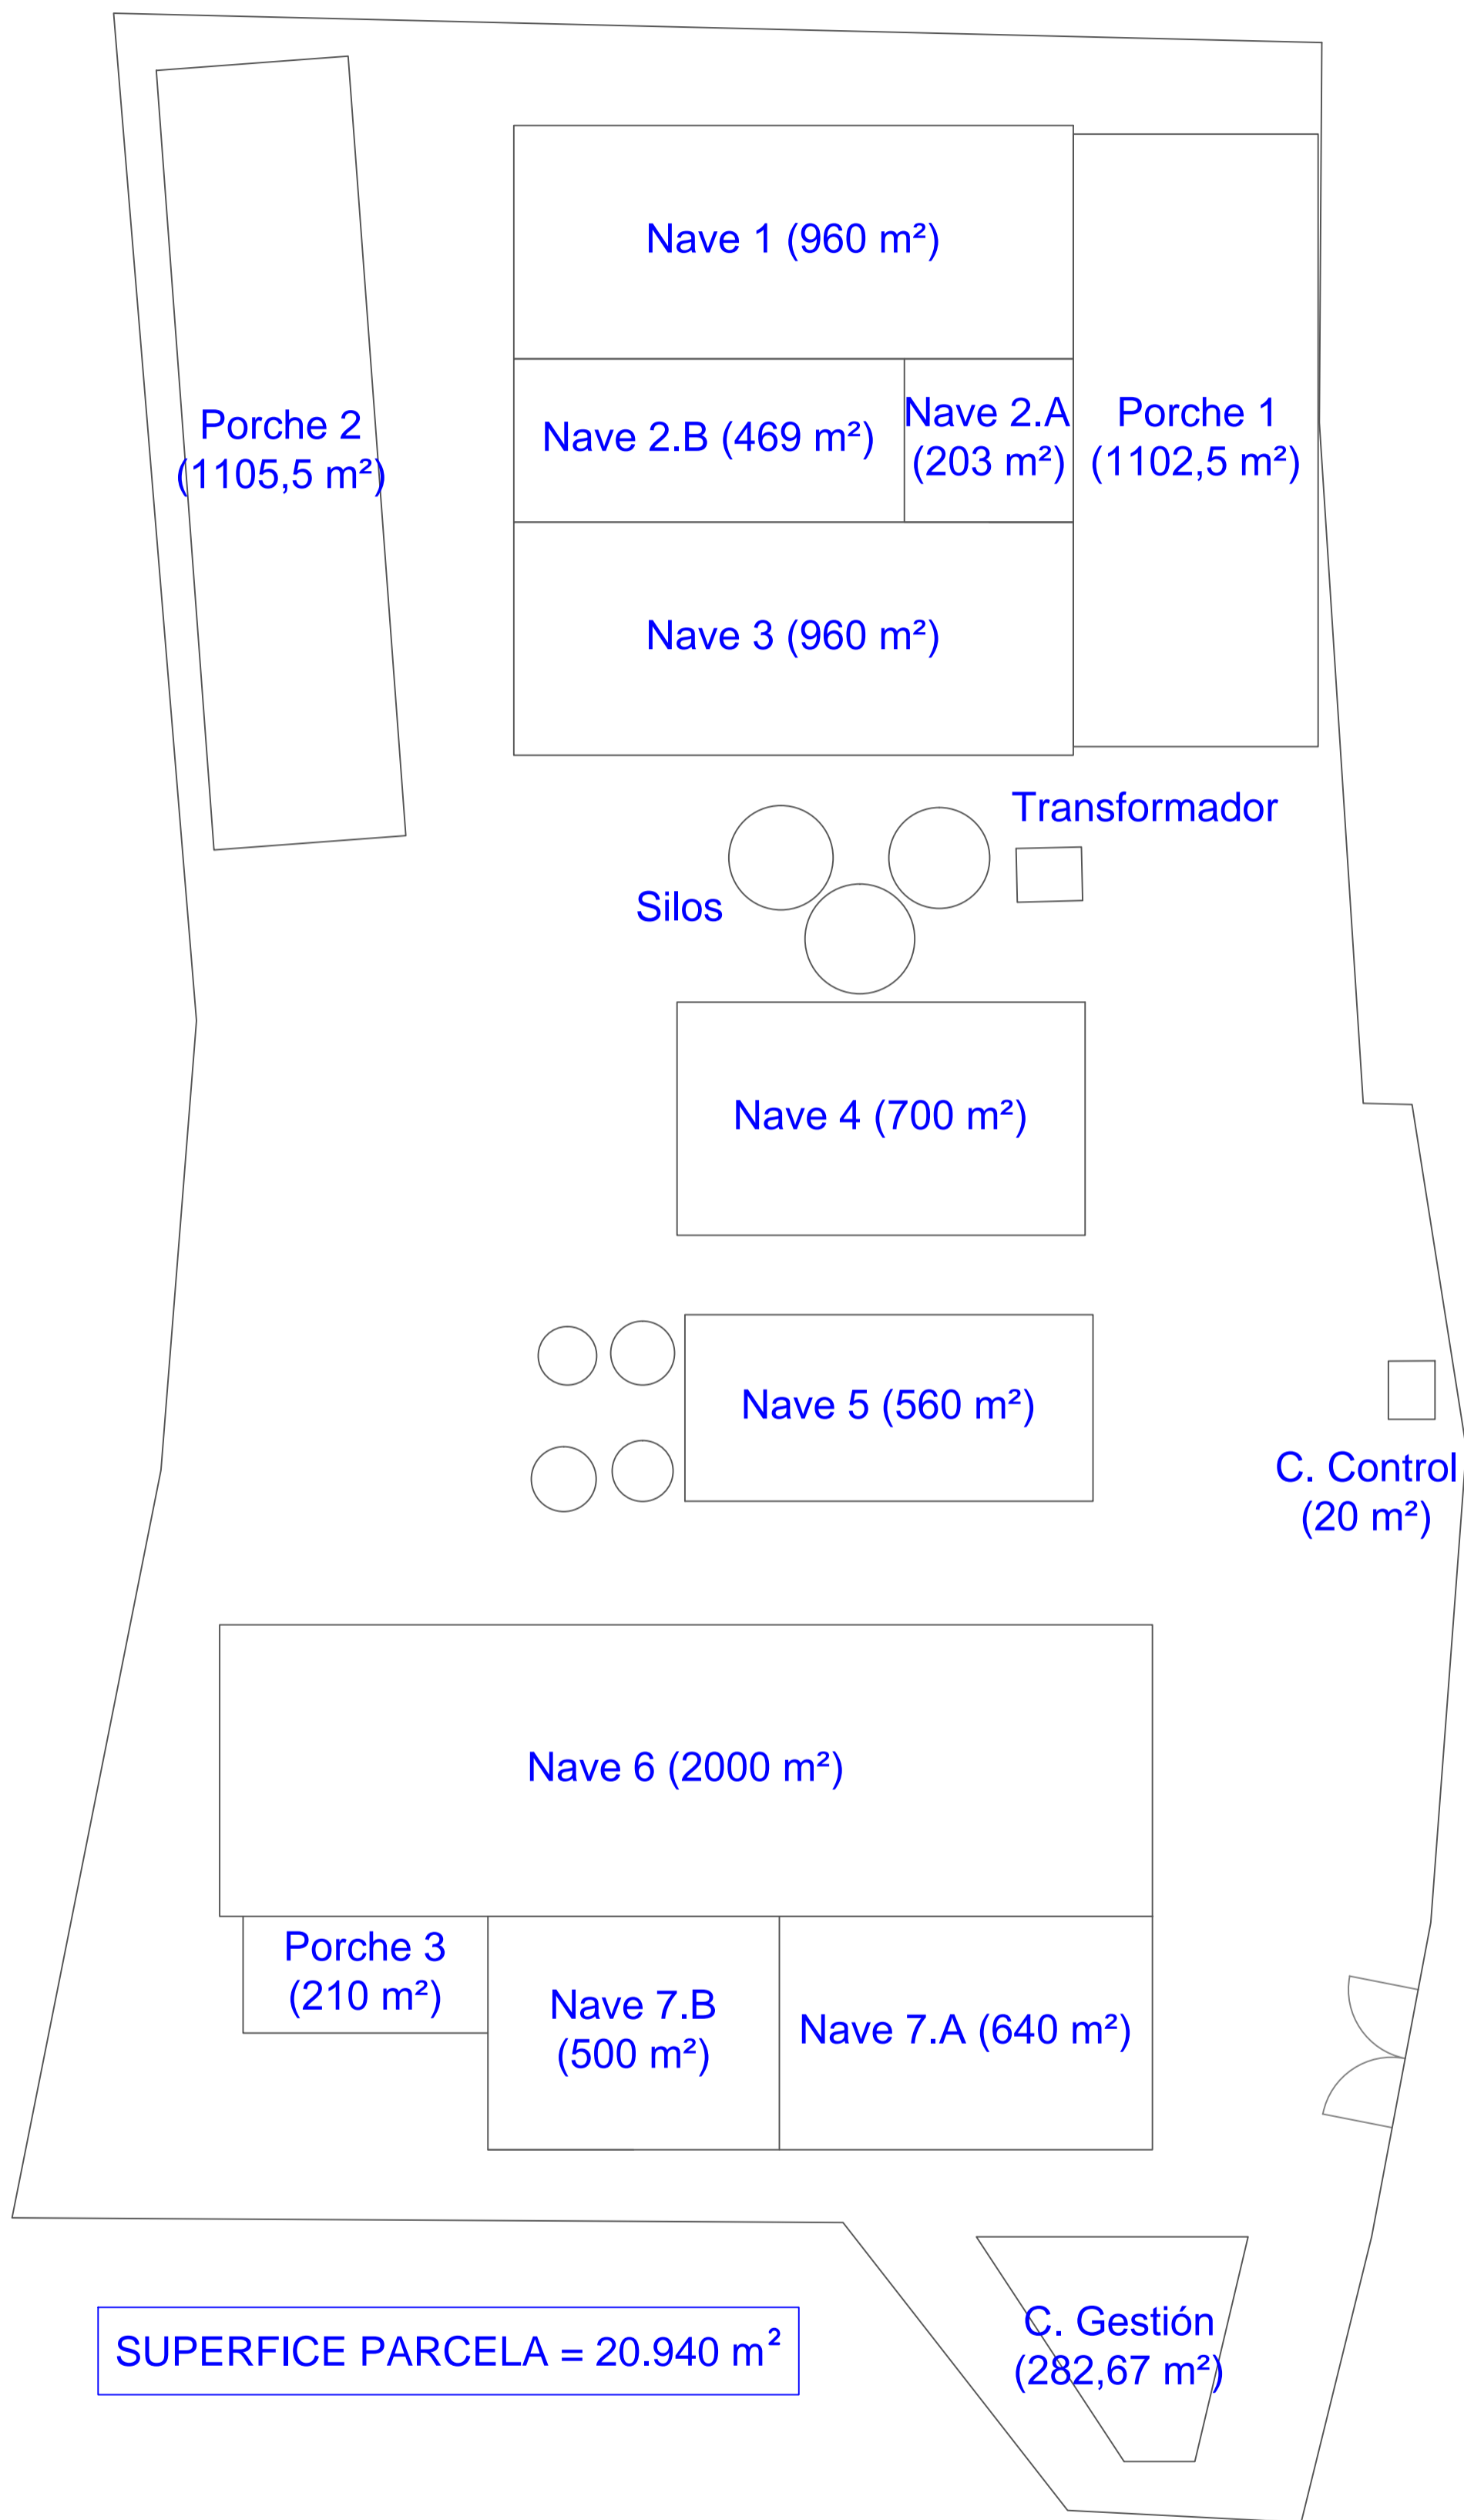 Nave 1 (960 m²)
Porche 2
(1105,5 m²)
Nave 2.B (469 m²)
Nave 2.A
(203 m²)
Porche 1
(1102,5 m²)
Nave 3 (960 m²)
Transformador
Silos
Nave 4 (700 m²)
Nave 5 (560 m²)
C. Control
(20 m²)
Nave 6 (2000 m²)
Porche 3
(210 m²)
Nave 7.B
(500 m²)
Nave 7.A (640 m²)
C. Gestión
(282,67 m²)
SUERFICE PARCELA = 20.940 m²